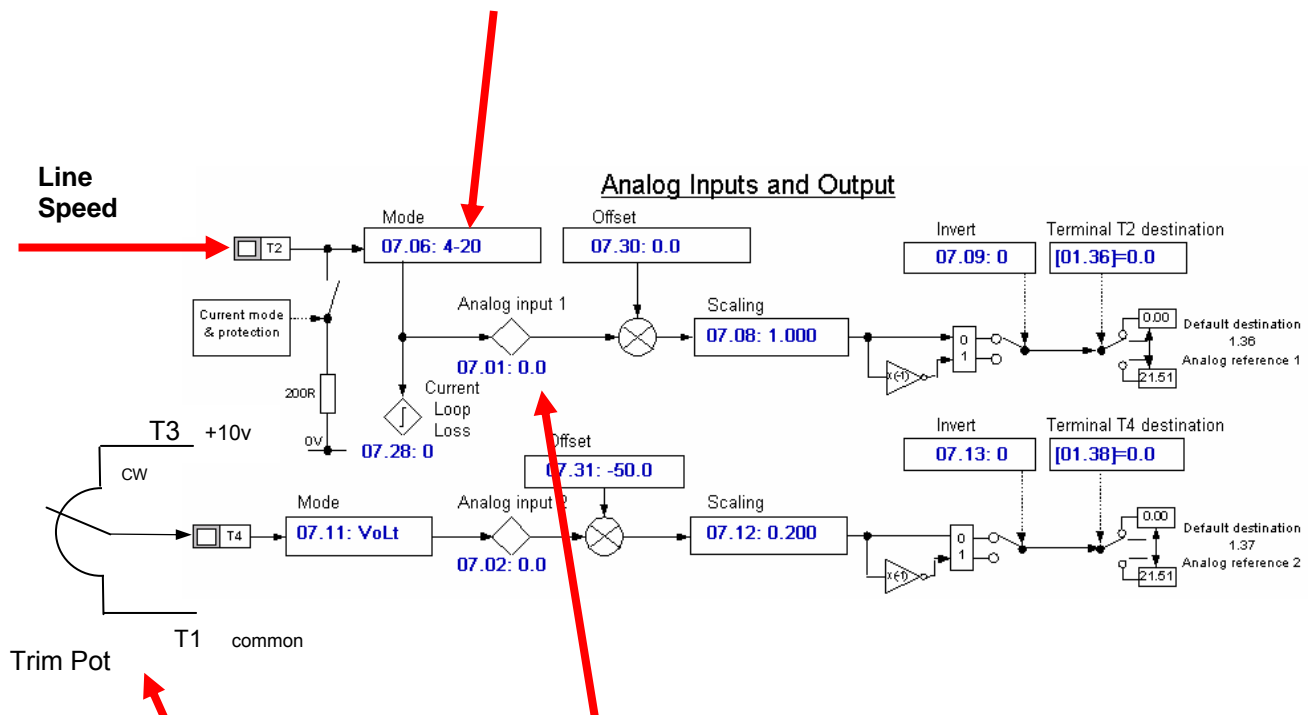 Line
Speed
Analog Inputs and Output
Mode
Offset
Invert
Terminal T2 destination
T2
07.06: 4-20
07.30: 0.0
07.09: 0
[01.36]=0.0
Current mode
& protection
Analog input 1
Scaling
07.08: 1.000
0
1
x(-1)
0.00
21.51
Default destination
1.36
Analog reference 1
07.01: 0.0
200R
0V
Current
Loop
Loss
07.28: 0
T3 +10v
CW
Offset
07.31: -50.0
Invert
Terminal T4 destination
07.13: 0
[01.38]=0.0
Mode
Analog input 2
Scaling
T4
07.11: VoLt
07.02: 0.0
07.12: 0.200
0
1
x(-1)
0.00
21.51
Default destination
1.37
Analog reference 2
T1 common
Trim Pot